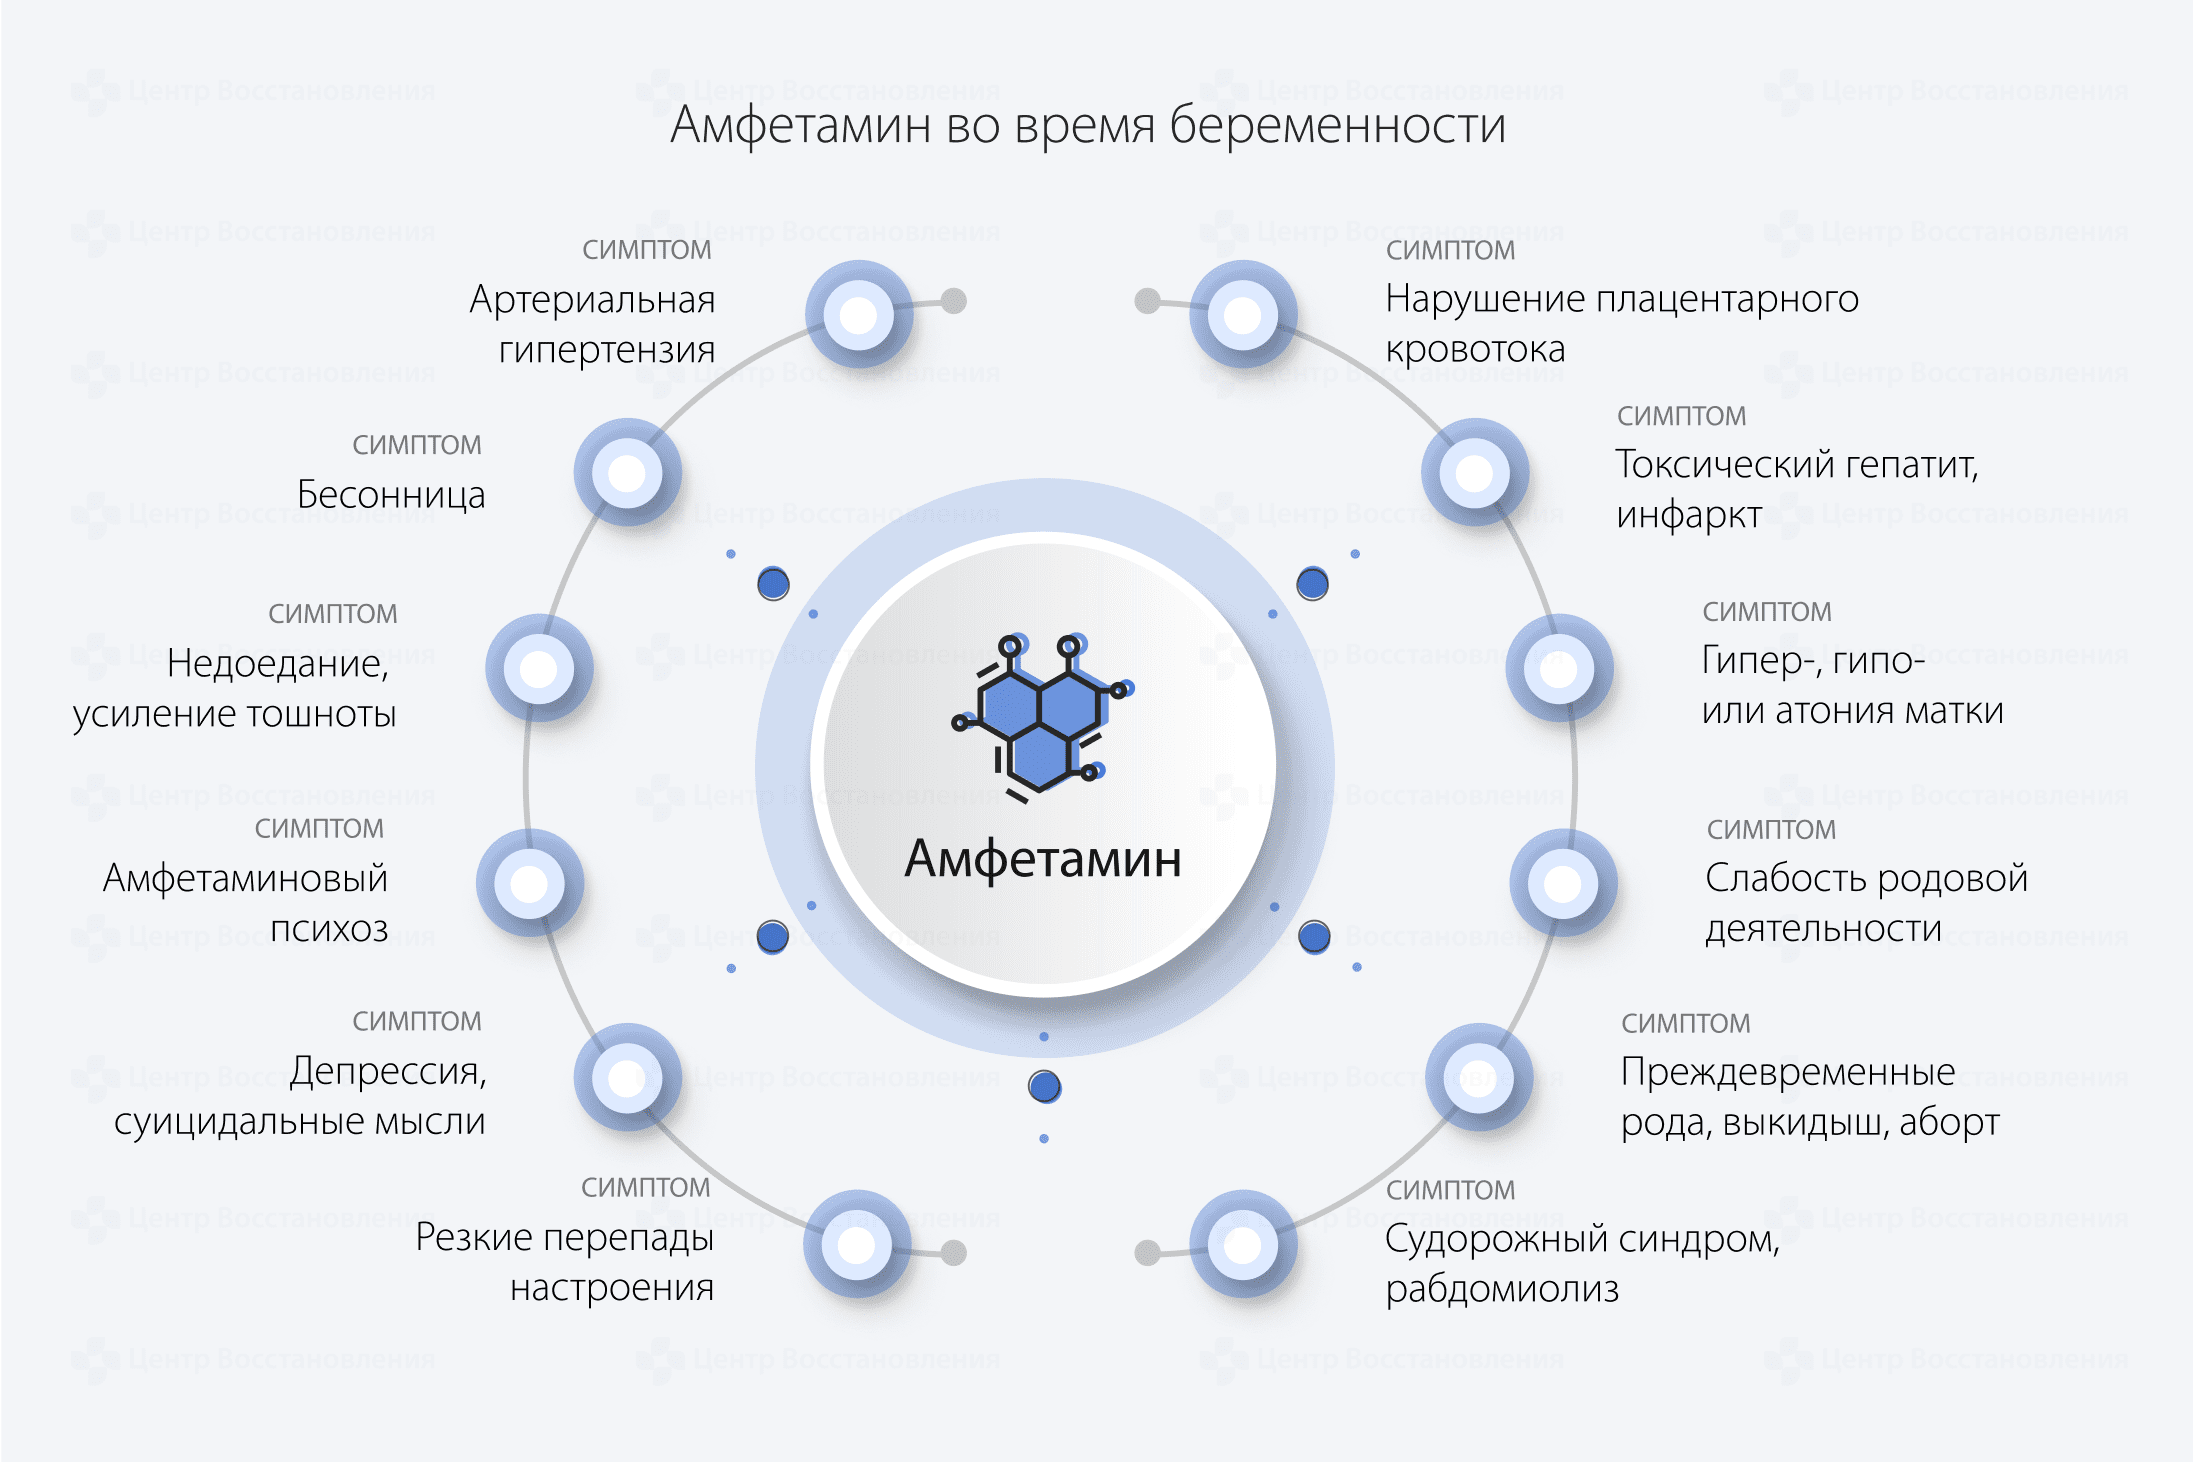 Амфетамин во время беременности
СИМПТОМ
Артериальная
гипертензия
СИМПТОМ
Бесонница
СИМПТОМ
Недоедание,
усиление тошноты
СИМПТОМ
Амфетаминовый
психоз
СИМПТОМ
Депрессия,
суицидальные мысли
СИМПТОМ
Резкие перепады
настроения
Амфетамин
СИМПТОМ
Нарушение плацентарного
кровотока
СИМПТОМ
Токсический гепатит,
инфаркт
СИМПТОМ
Гипер-, гипо-
или атония матки
СИМПТОМ
Слабость родовой
деятельности
СИМПТОМ
Преждевременные
рода, выкидыш, аборт
СИМПТОМ
Судорожный синдром,
рабдомиолиз
Центр Восстановления